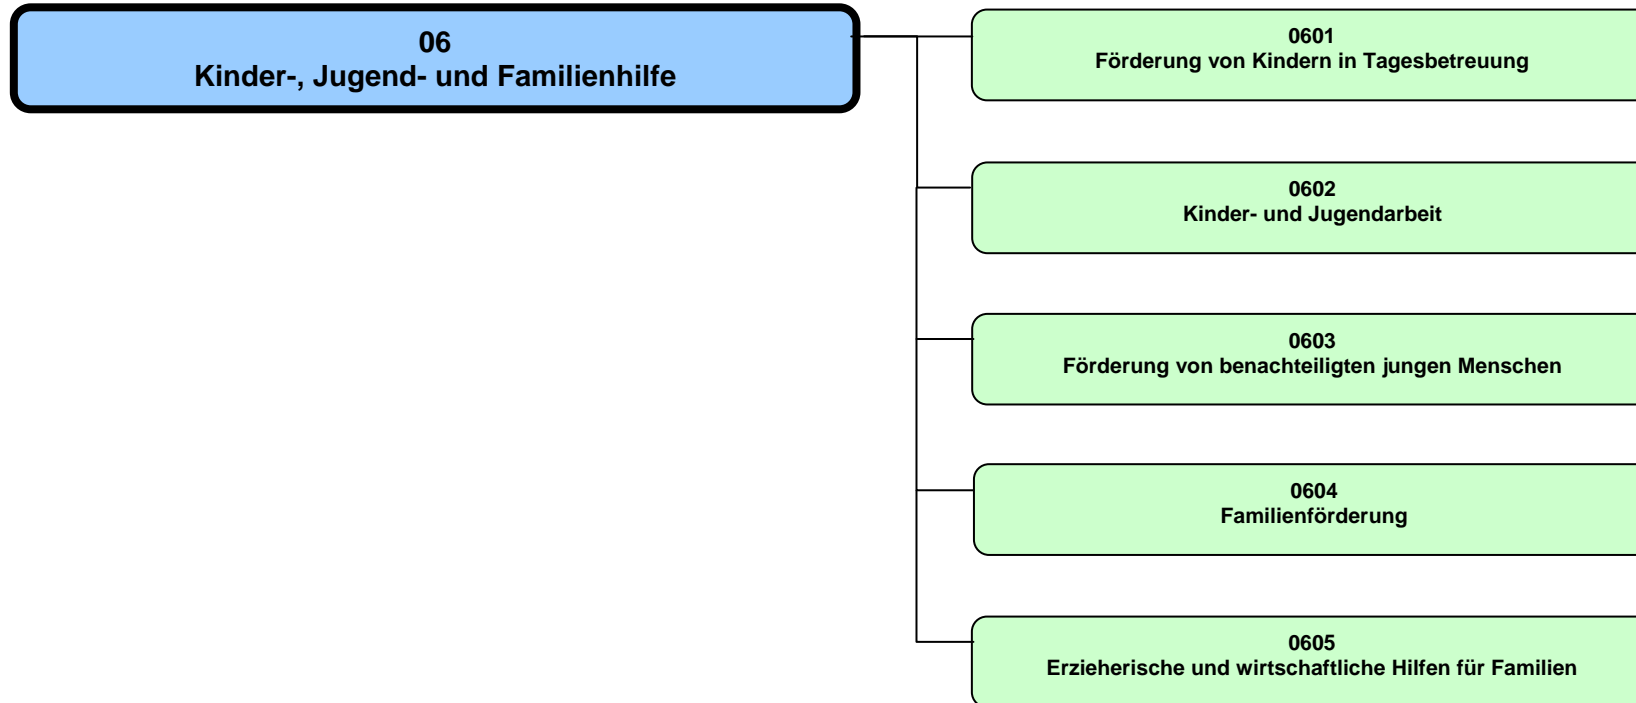 06
Kinder-, Jugend- und Familienhilfe
0601
Förderung von Kindern in Tagesbetreuung
0602
Kinder- und Jugendarbeit
0603
Förderung von benachteiligten jungen Menschen
0604
Familienförderung
0605
Erzieherische und wirtschaftliche Hilfen für Familien